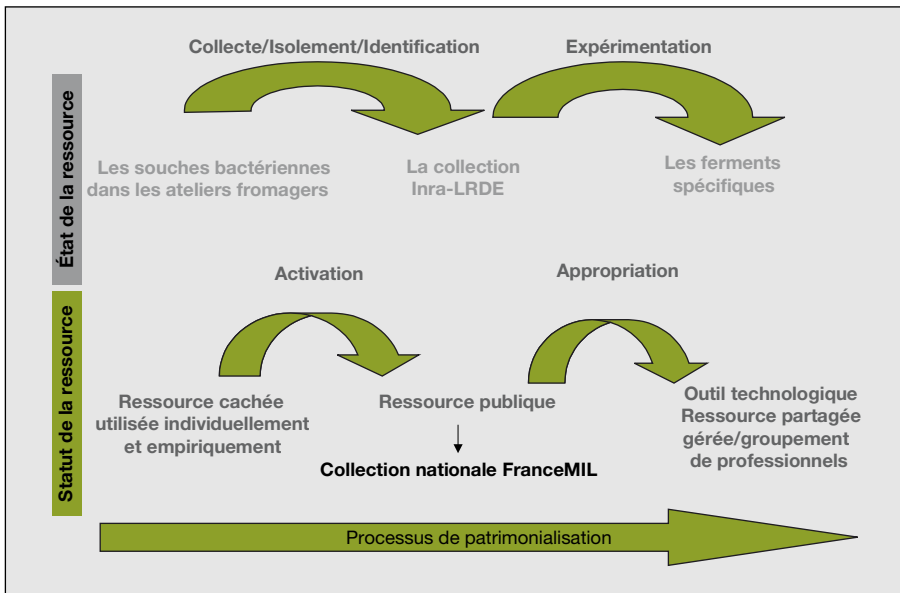 Collecte/Isolement/Identification
Expérimentation
État de la ressource
Les souches bactériennes
dans les ateliers fromagers
La collection
Inra-LRDE
Les ferments
spécifiques
Activation
Appropriation
Statut de la ressource
Ressource cachée
utilisée individuellement
et empiriquement
Ressource publique
Collection nationale FranceMIL
Outil technologique
Ressource partagée
gérée/groupement
de professionnels
Processus de patrimonialisation